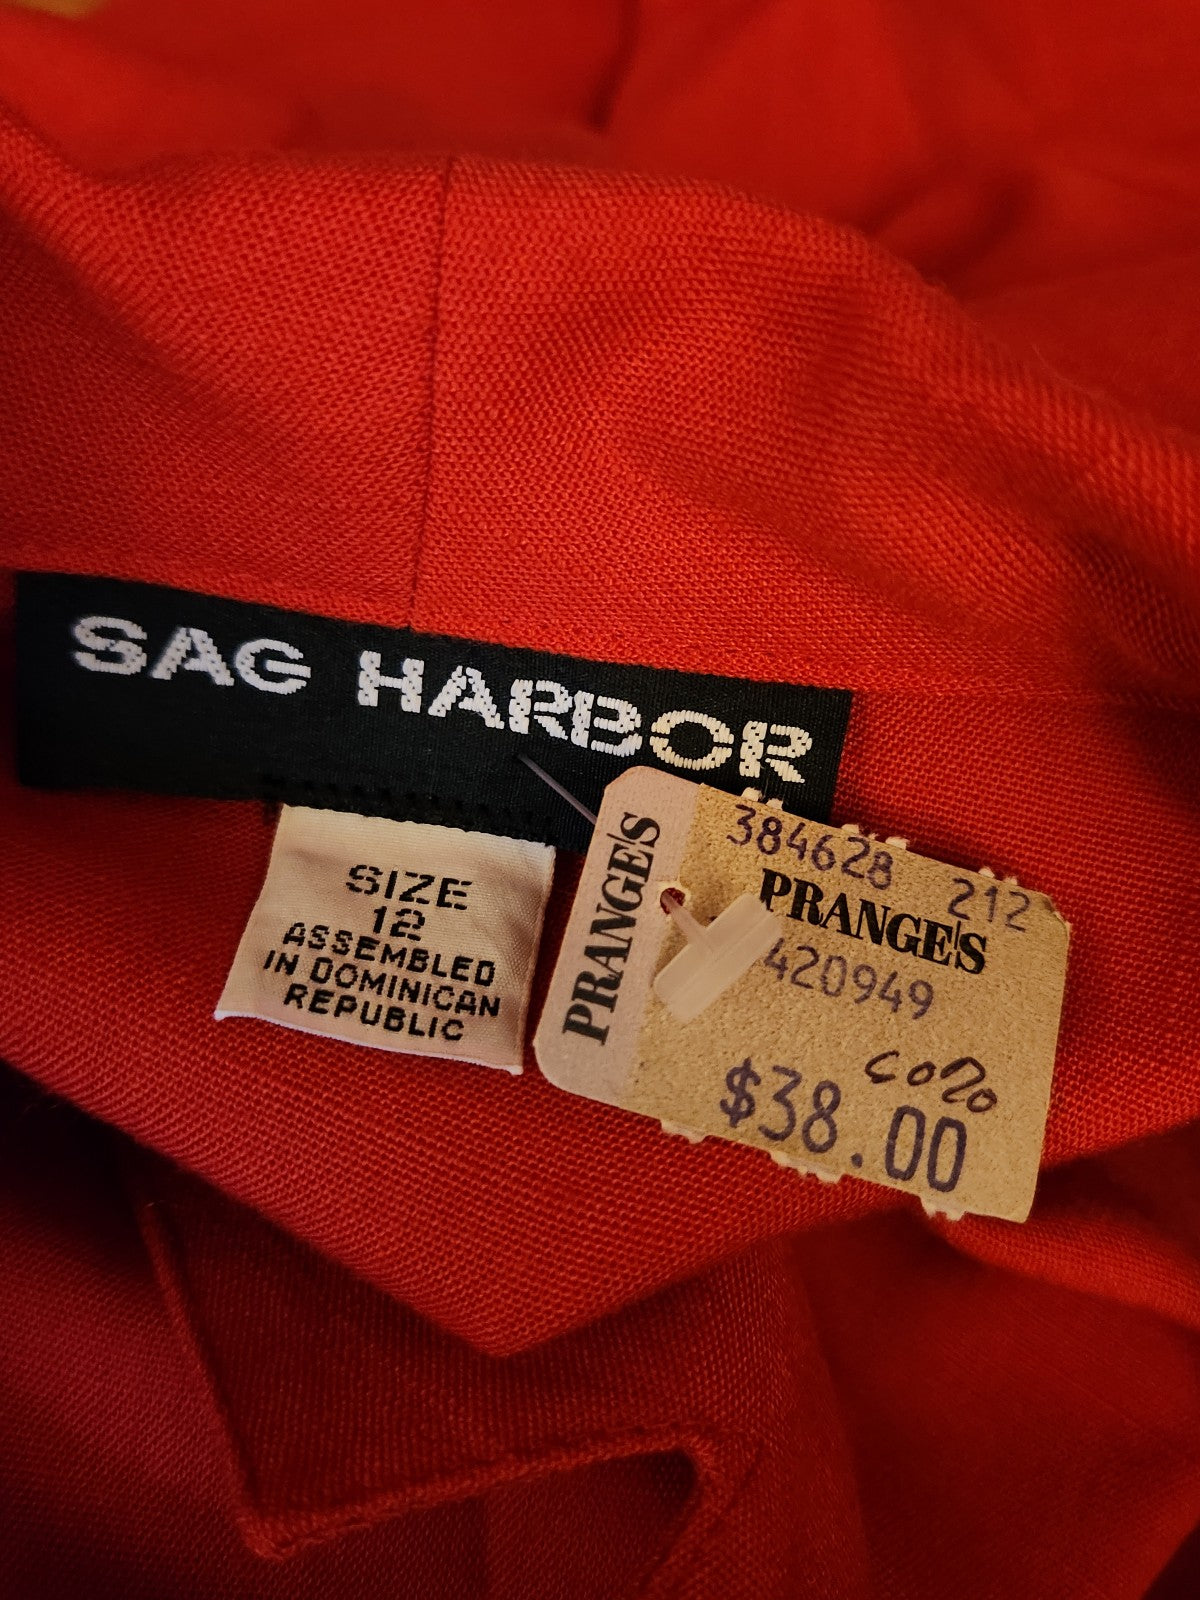 SAG HARBOR
SIZE
12
ASSEMBLED
IN DOMINICAN
REPUBLIC
PRANGE'S
384628 212
PRANGE'S
420949
$38.00